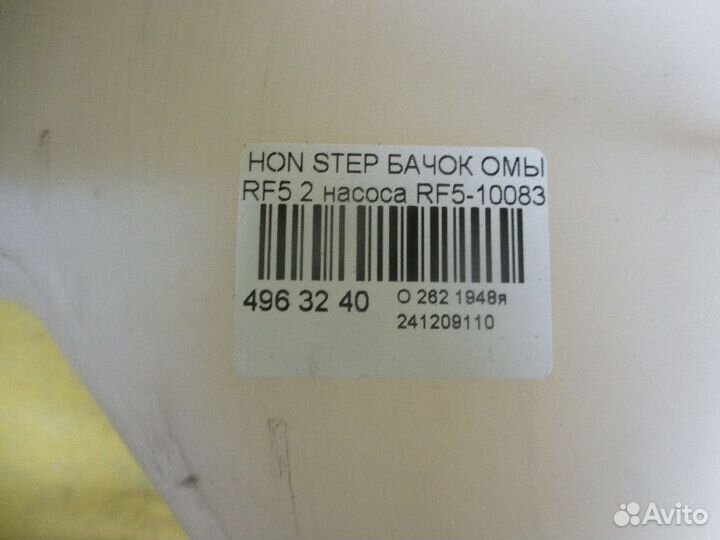 HON STEP БАЧОК ОМЫ
RF5 2 насоса RF5-10083
496 32 40
О 262 1948я
241209110
Avito